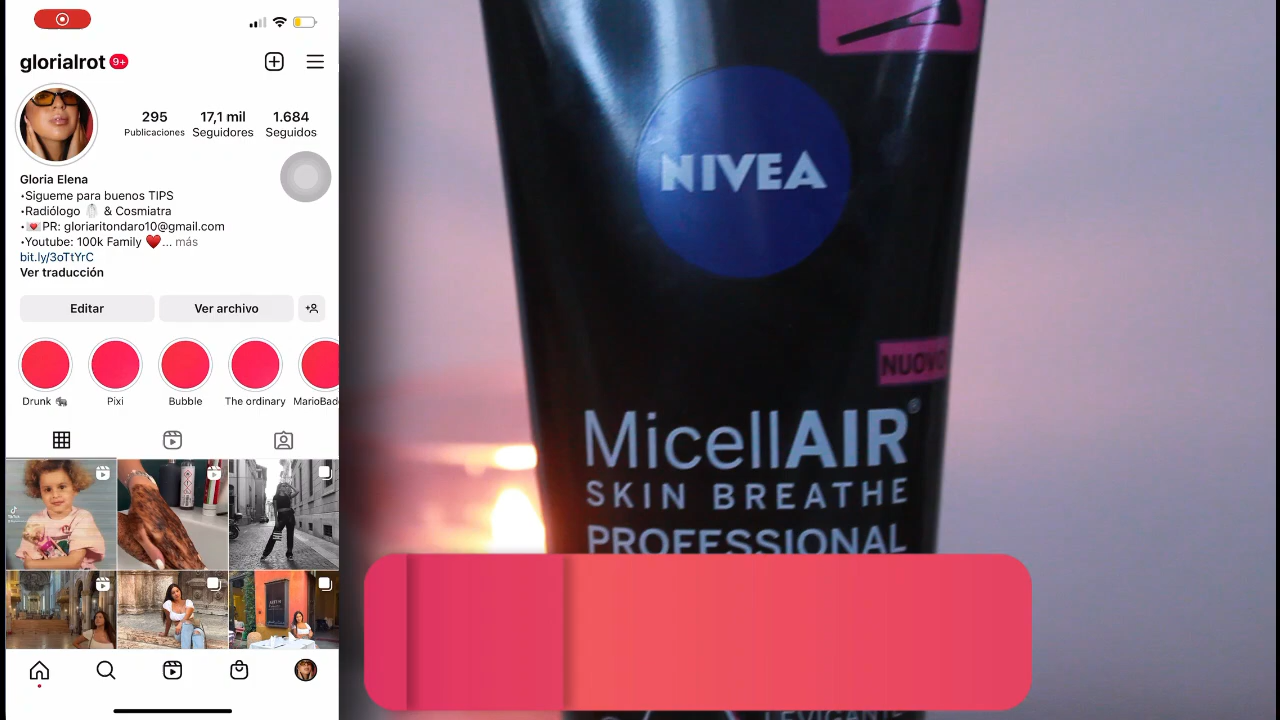 glorialrot 9+
295 17,1 mil 1.684
Publicaciones Seguidores Seguidos
Gloria Elena
•Sigueme para buenos TIPS
•Radiólogo 🥼 & Cosmiatra
•💌PR: gloriaritondaro10@gmail.com
•Youtube: 100k Family ❤️... más
bit.ly/3oTtYrC
Ver traducción
Editar Ver archivo
Drunk 🐘 Pixi Bubble The ordinary MarioBad
NIVEA
NUOVO
MicellAIR®
SKIN BREATHE
PROFESSIONAL
LEVIGANTE